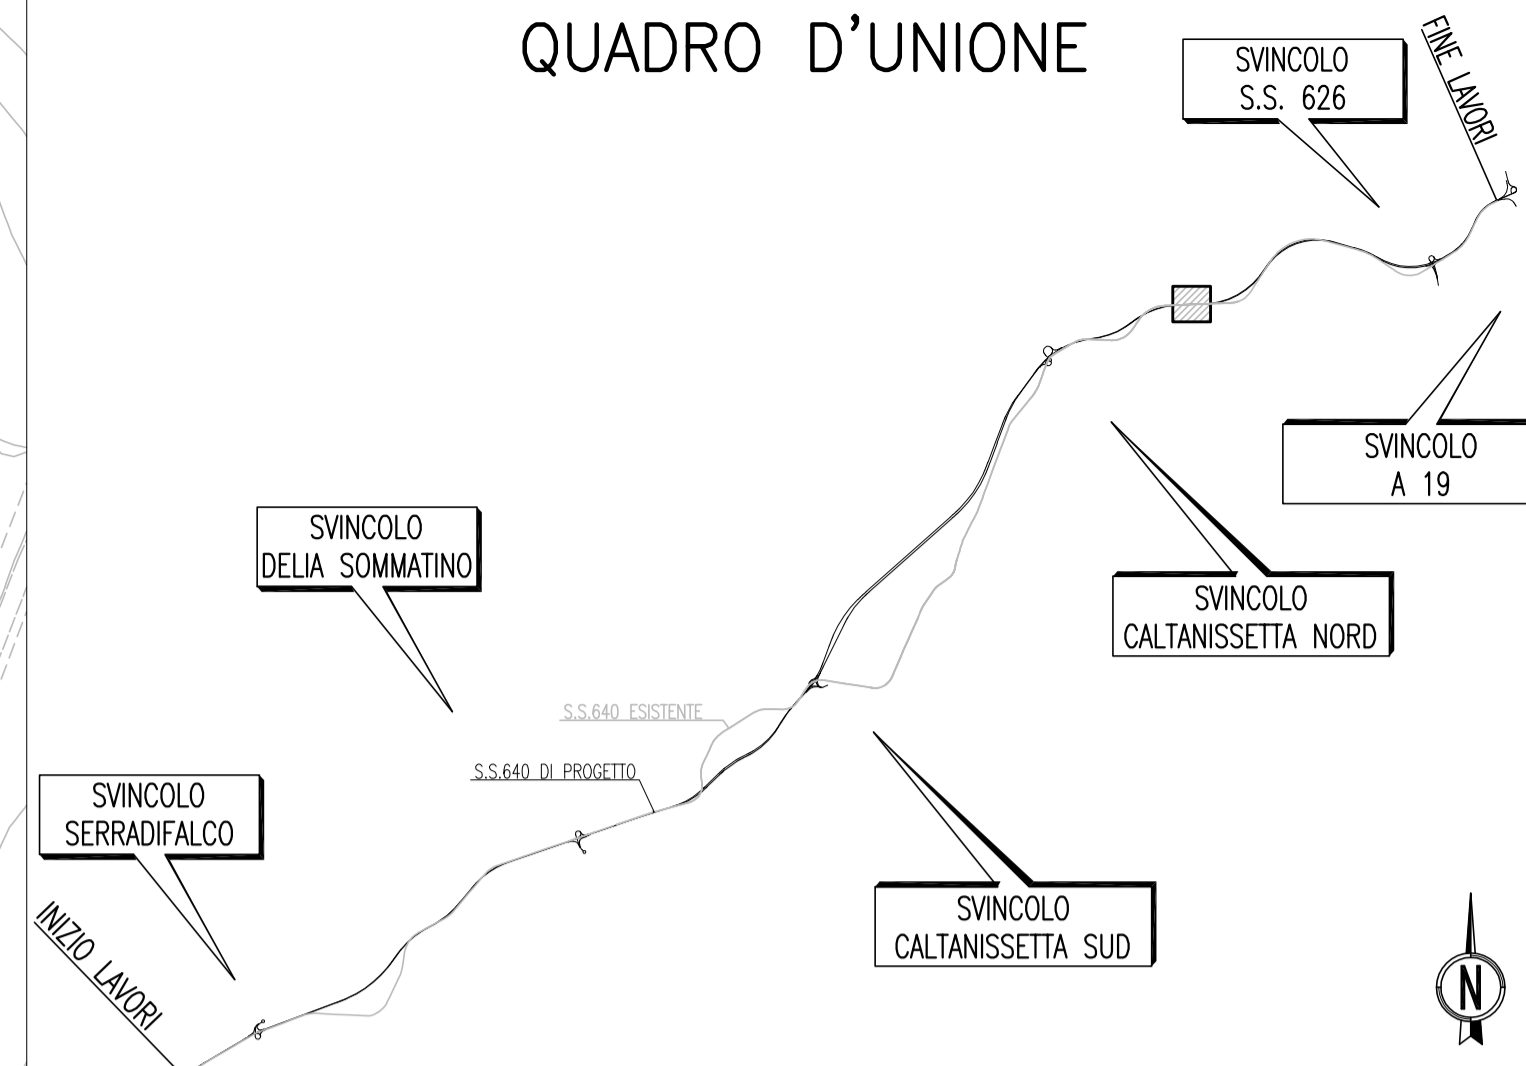 QUADRO D'UNIONE
SVINCOLO
S.S. 626
FINE LAVORI
SVINCOLO
A 19
SVINCOLO
DELIA SOMMATINO
SVINCOLO
CALTANISSETTA NORD
S.S.640 ESISTENTE
S.S.640 DI PROGETTO
SVINCOLO
SERRADIFALCO
SVINCOLO
CALTANISSETTA SUD
INIZIO LAVORI
N